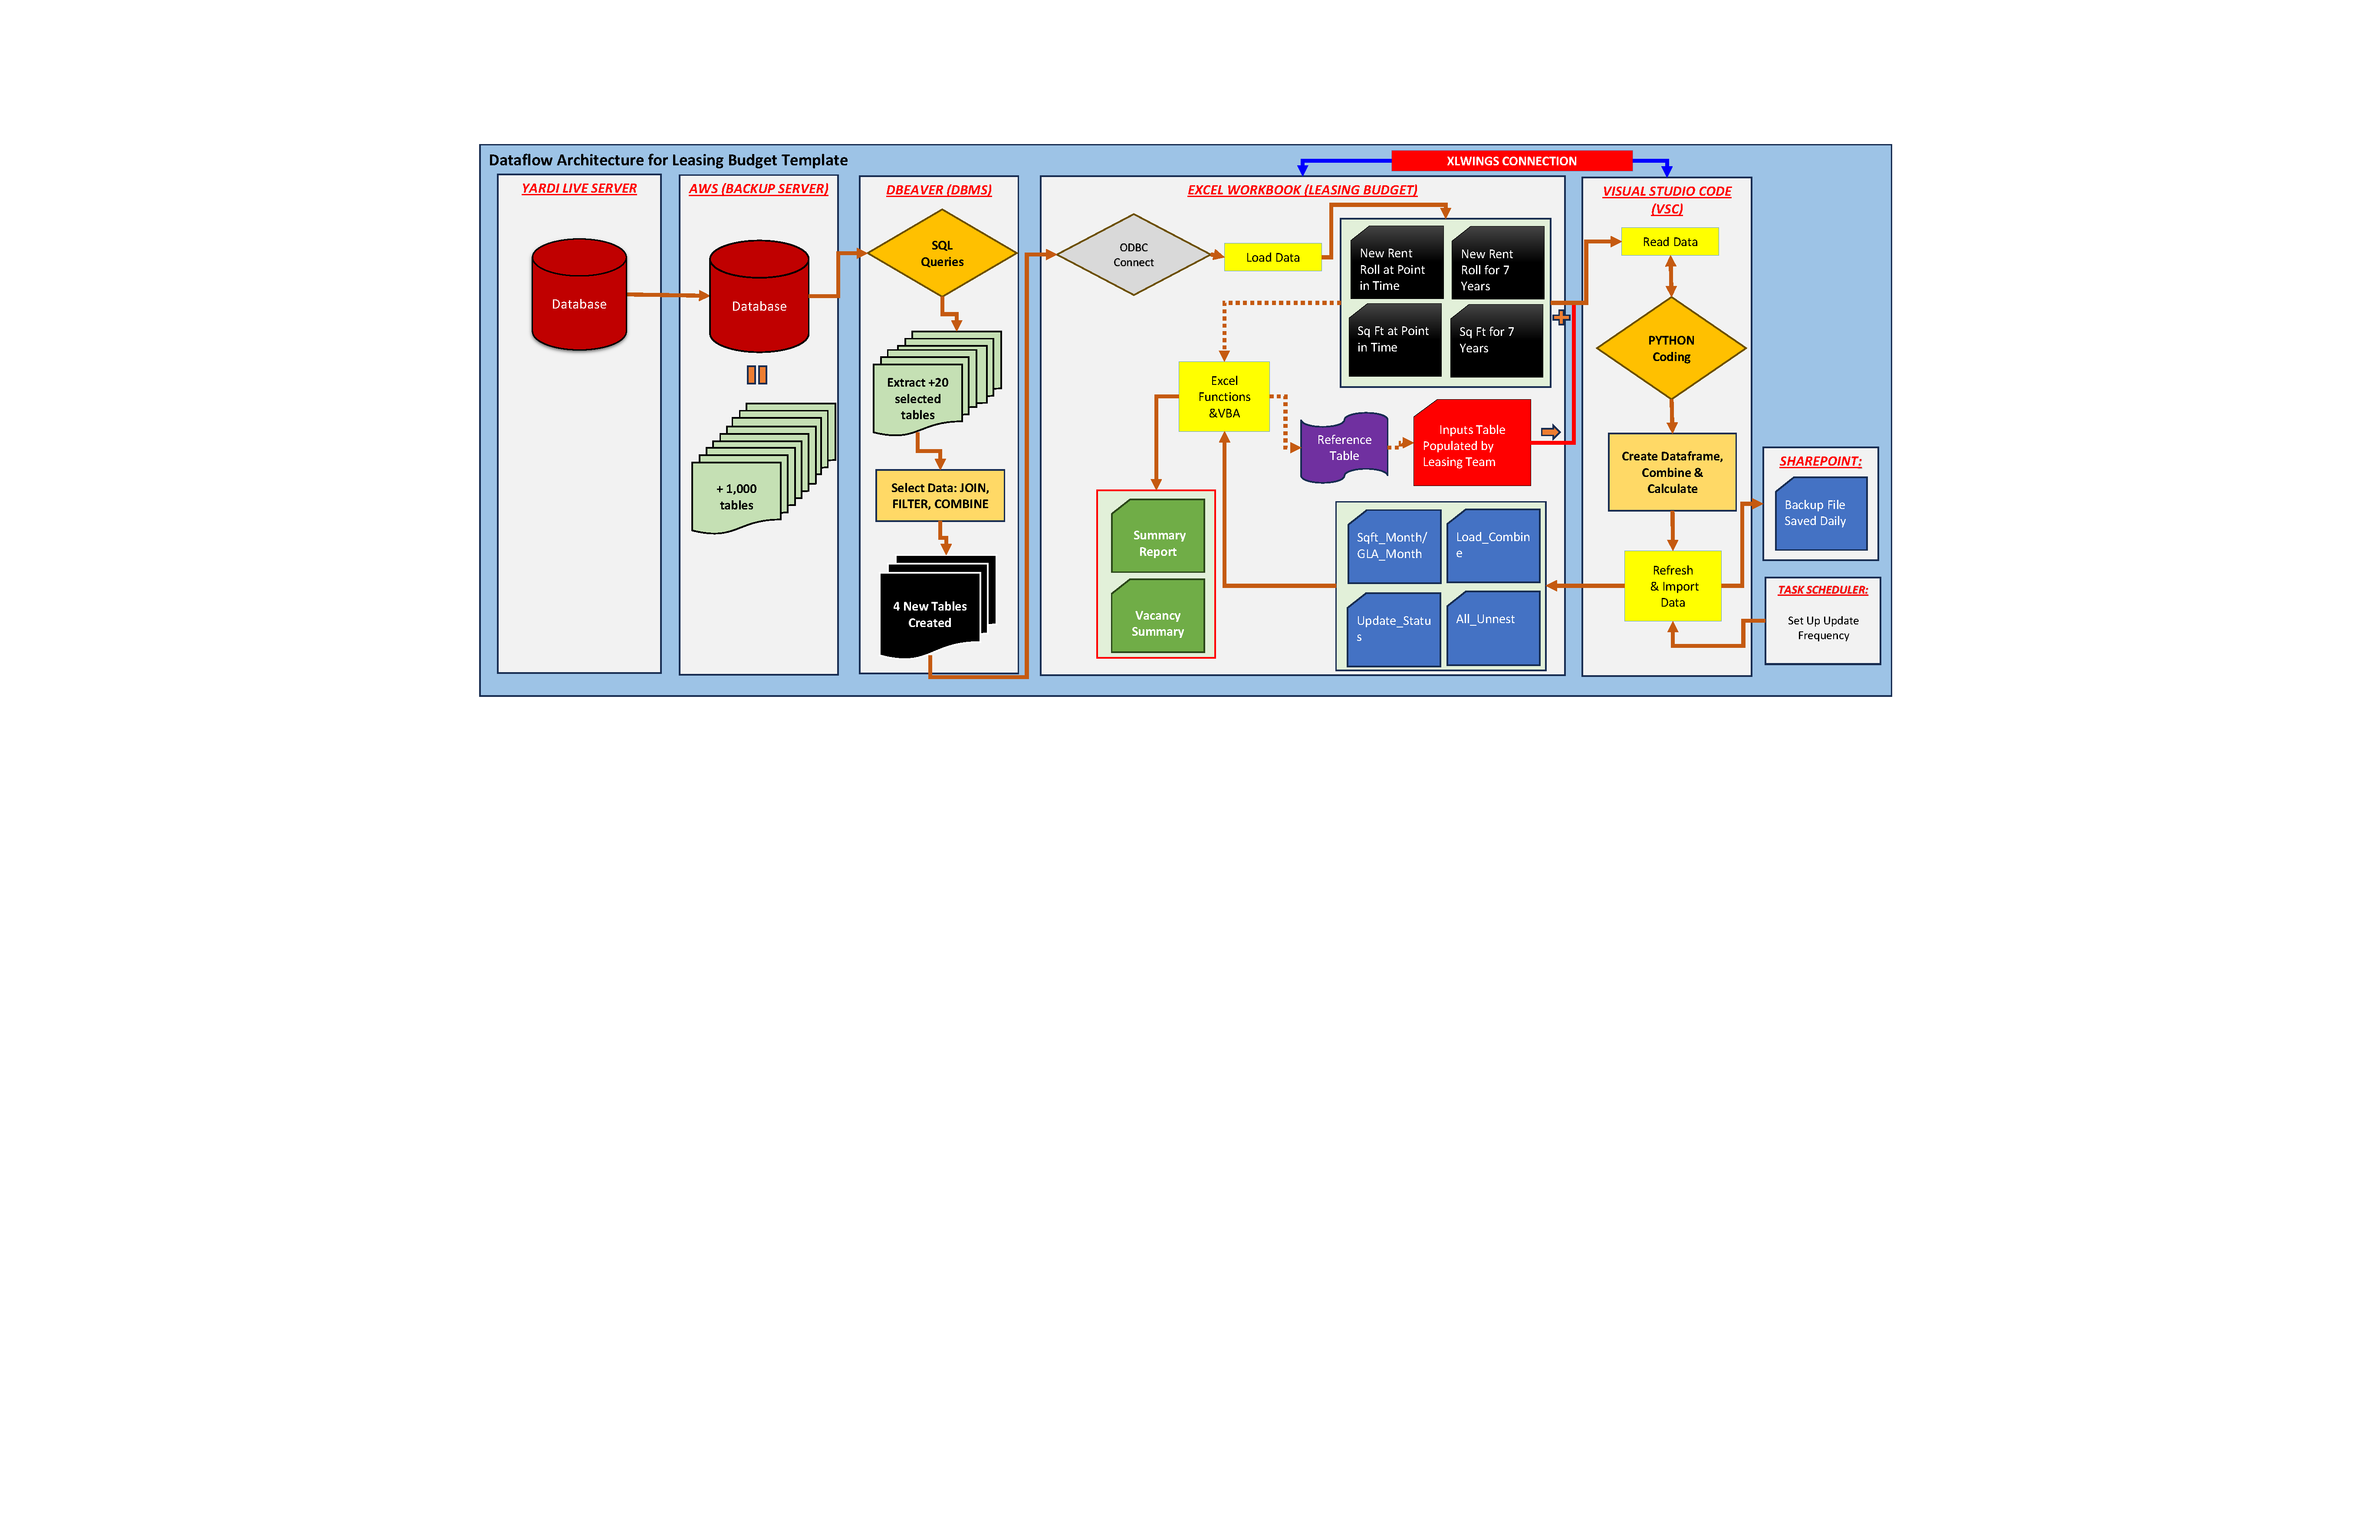 Dataflow Architecture for Leasing Budget Template
XLWINGS CONNECTION
YARDI LIVE SERVER
Database
AWS (BACKUP SERVER)
Database
+ 1,000
tables
DBEAVER (DBMS)
SQL
Queries
Extract +20
selected
tables
Select Data: JOIN,
FILTER, COMBINE
4 New Tables
Created
EXCEL WORKBOOK (LEASING BUDGET)
ODBC
Connect
Load Data
New Rent
Roll at Point
in Time
New Rent
Roll for 7
Years
Sq Ft at Point
in Time
Sq Ft for 7
Years
Excel
Functions
&VBA
Reference
Table
Inputs Table
Populated by
Leasing Team
Summary
Report
Vacancy
Summary
Sqft_Month/
GLA_Month
Load_Combin
e
Update_Statu
s
All_Unnest
VISUAL STUDIO CODE
(VSC)
Read Data
PYTHON
Coding
Create Dataframe,
Combine &
Calculate
Refresh
& Import
Data
SHAREPOINT:
Backup File
Saved Daily
TASK SCHEDULER:
Set Up Update
Frequency